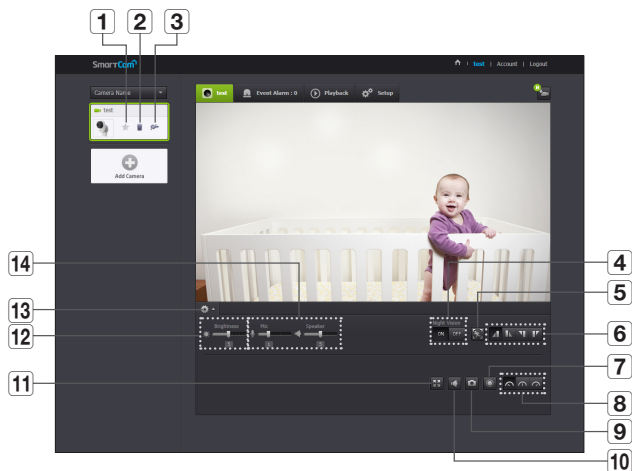 1 2 3
SMARTCAM
test | Account | Logout
Camera Name
test
Event Alarm : 0
Playback
Setup
test
Add Camera
14
4
5
13
12
Brightness
Mic
Speaker
Night Vision
ON OFF
6
11
7
8
9
10